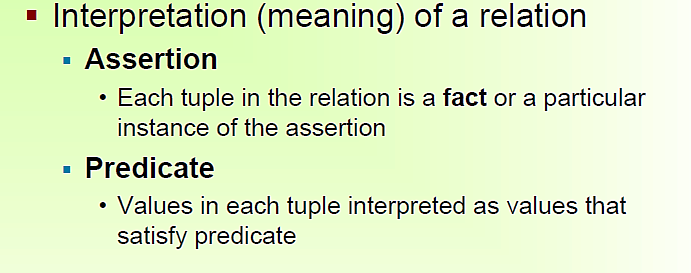 Interpretation (meaning) of a relation
Assertion
• Each tuple in the relation is a fact or a particular
instance of the assertion
Predicate
• Values in each tuple interpreted as values that
satisfy predicate